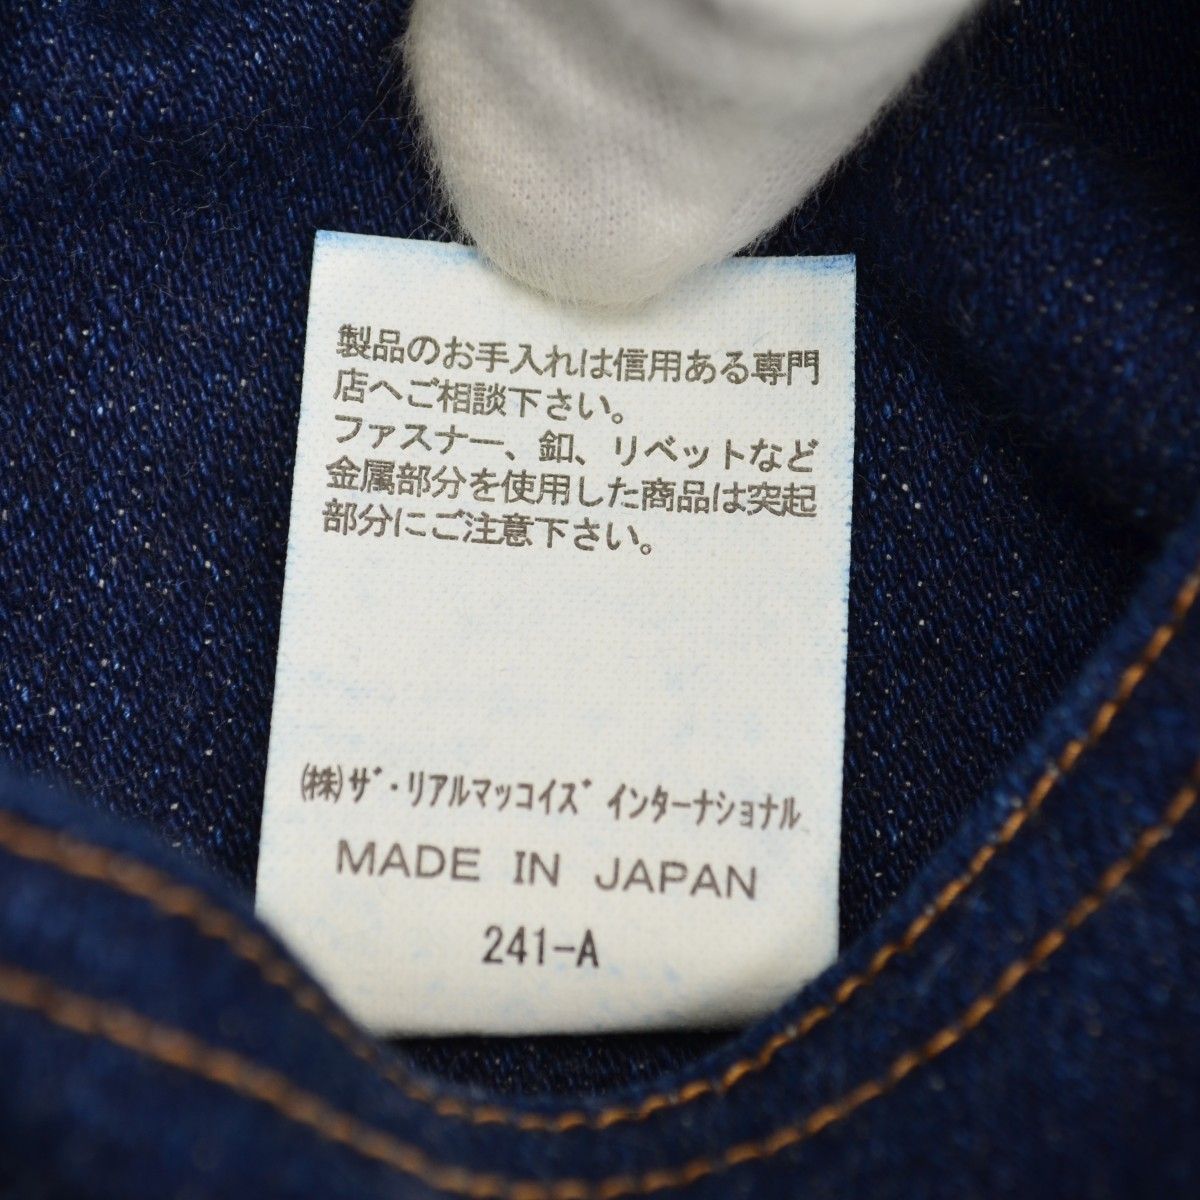 製品のお手入れは信用ある専門
店へご相談下さい。
ファスナー、釦、リベットなど
金属部分を使用した商品は突起
部分にご注意下さい。
㈱ｻﾞ・リアルマッコイｽﾞ インターナショナル
MADE IN JAPAN
241-A